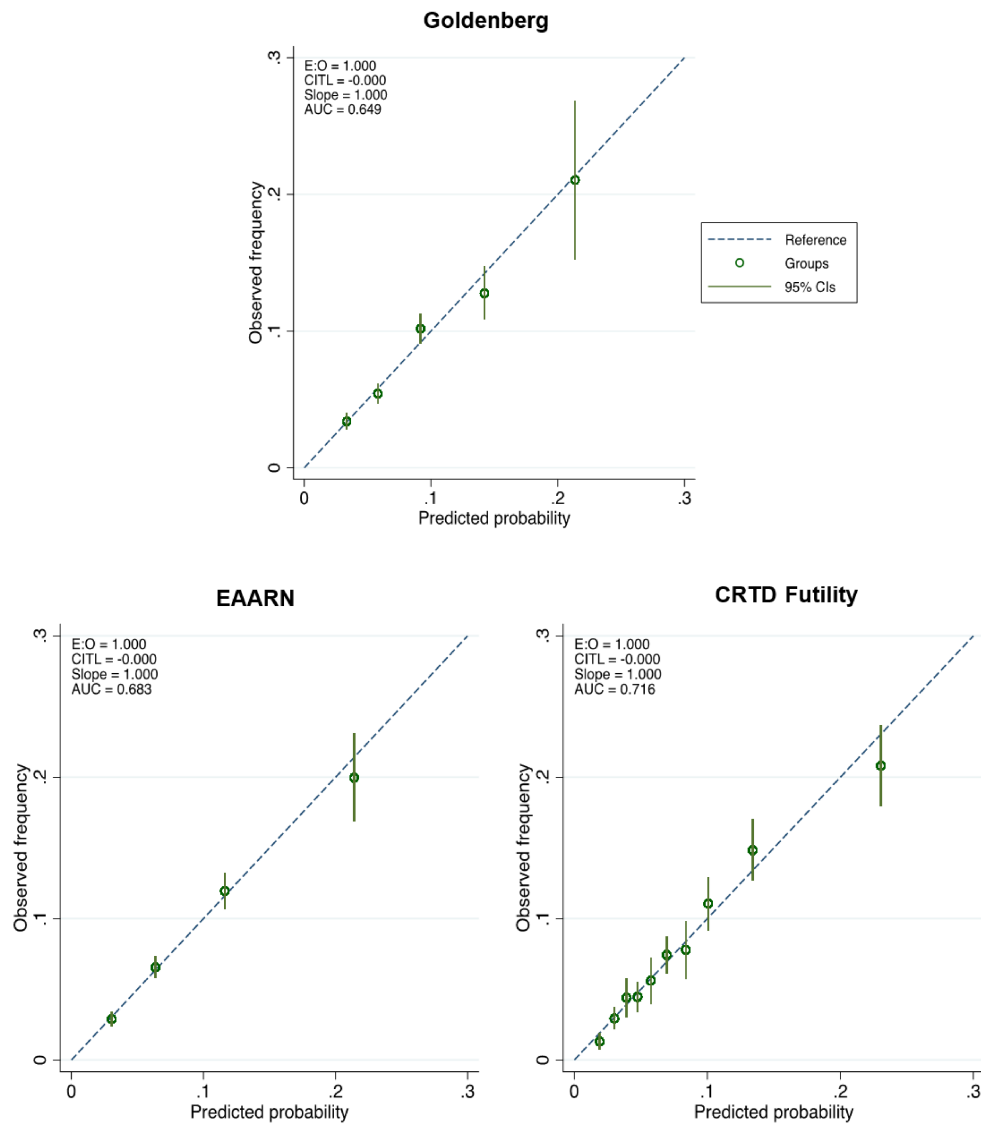 Goldenberg
E:O = 1.000
CITL = -0.000
Slope = 1.000
AUC = 0.649
Observed frequency
.3
.2
.1
0
0 .1 .2 .3
Predicted probability
Reference
Groups
95% CIs
EAARN
E:O = 1.000
CITL = -0.000
Slope = 1.000
AUC = 0.683
Observed frequency
.3
.2
.1
0
0 .1 .2 .3
Predicted probability
CRTD Futility
E:O = 1.000
CITL = -0.000
Slope = 1.000
AUC = 0.716
Observed frequency
.3
.2
.1
0
0 .1 .2 .3
Predicted probability